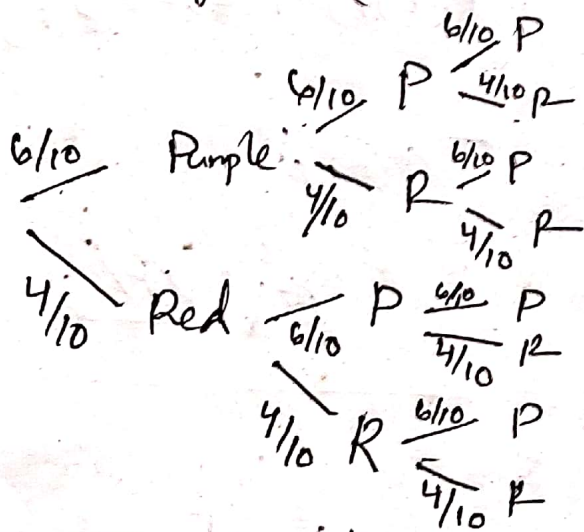 6/10 P
6/10 P 4/10 R
6/10 Purple 6/10 P
4/10 R 4/10 R
4/10 Red 6/10 P 6/10 P
4/10 R
4/10 R 6/10 P
4/10 R